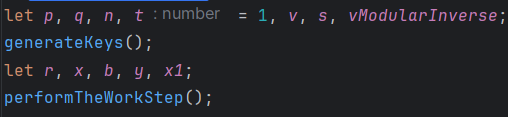 let p, q, n, t : number = 1, v, s, vModularInverse;
generateKeys();
let r, x, b, y, x1;
performTheWorkStep();